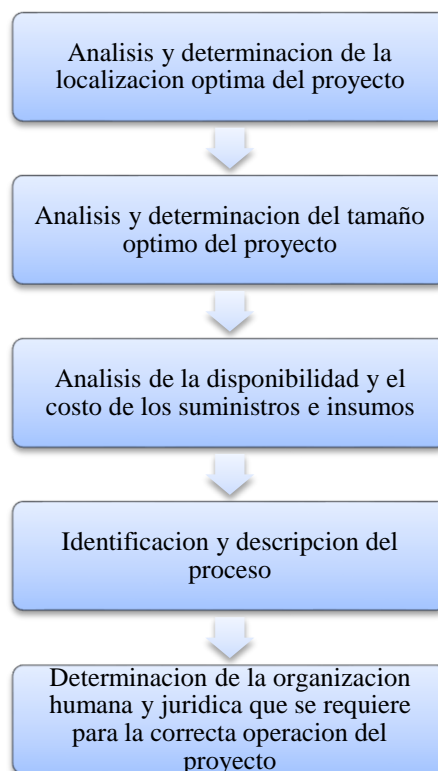 Analisis y determinacion de la
localizacion optima del proyecto
Analisis y determinacion del tamaño
optimo del proyecto
Analisis de la disponibilidad y el
costo de los suministros e insumos
Identificacion y descripcion del
proceso
Determinacion de la organizacion
humana y juridica que se requiere
para la correcta operacion del
proyecto